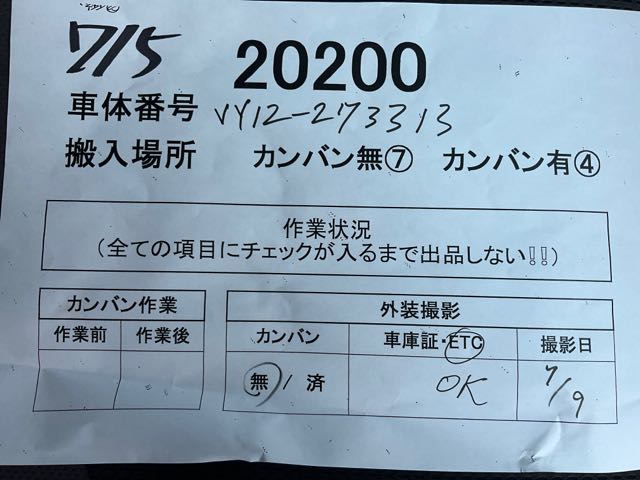 715
20200
車体番号 VY12-273313
搬入場所 カンバン無⑦ カンバン有④
作業状況
(全ての項目にチェックが入るまで出品しない!!)
カンバン作業 外装撮影
作業前 作業後 カンバン 車庫証・ETC 撮影日
無 / 済 OK 7/9